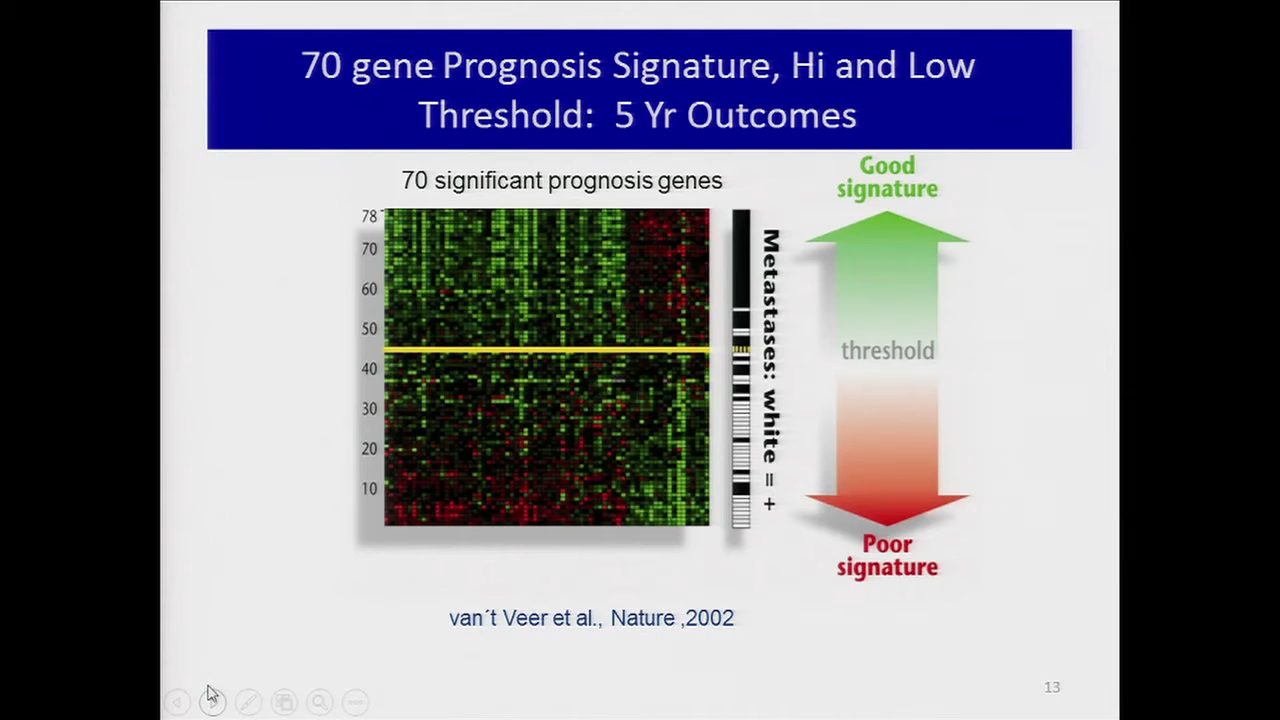 70 gene Prognosis Signature, Hi and Low
Threshold: 5 Yr Outcomes
70 significant prognosis genes
78
70
60
50
40
30
20
10
Metastases: white = +
Good
signature
threshold
Poor
signature
van´t Veer et al., Nature ,2002
13